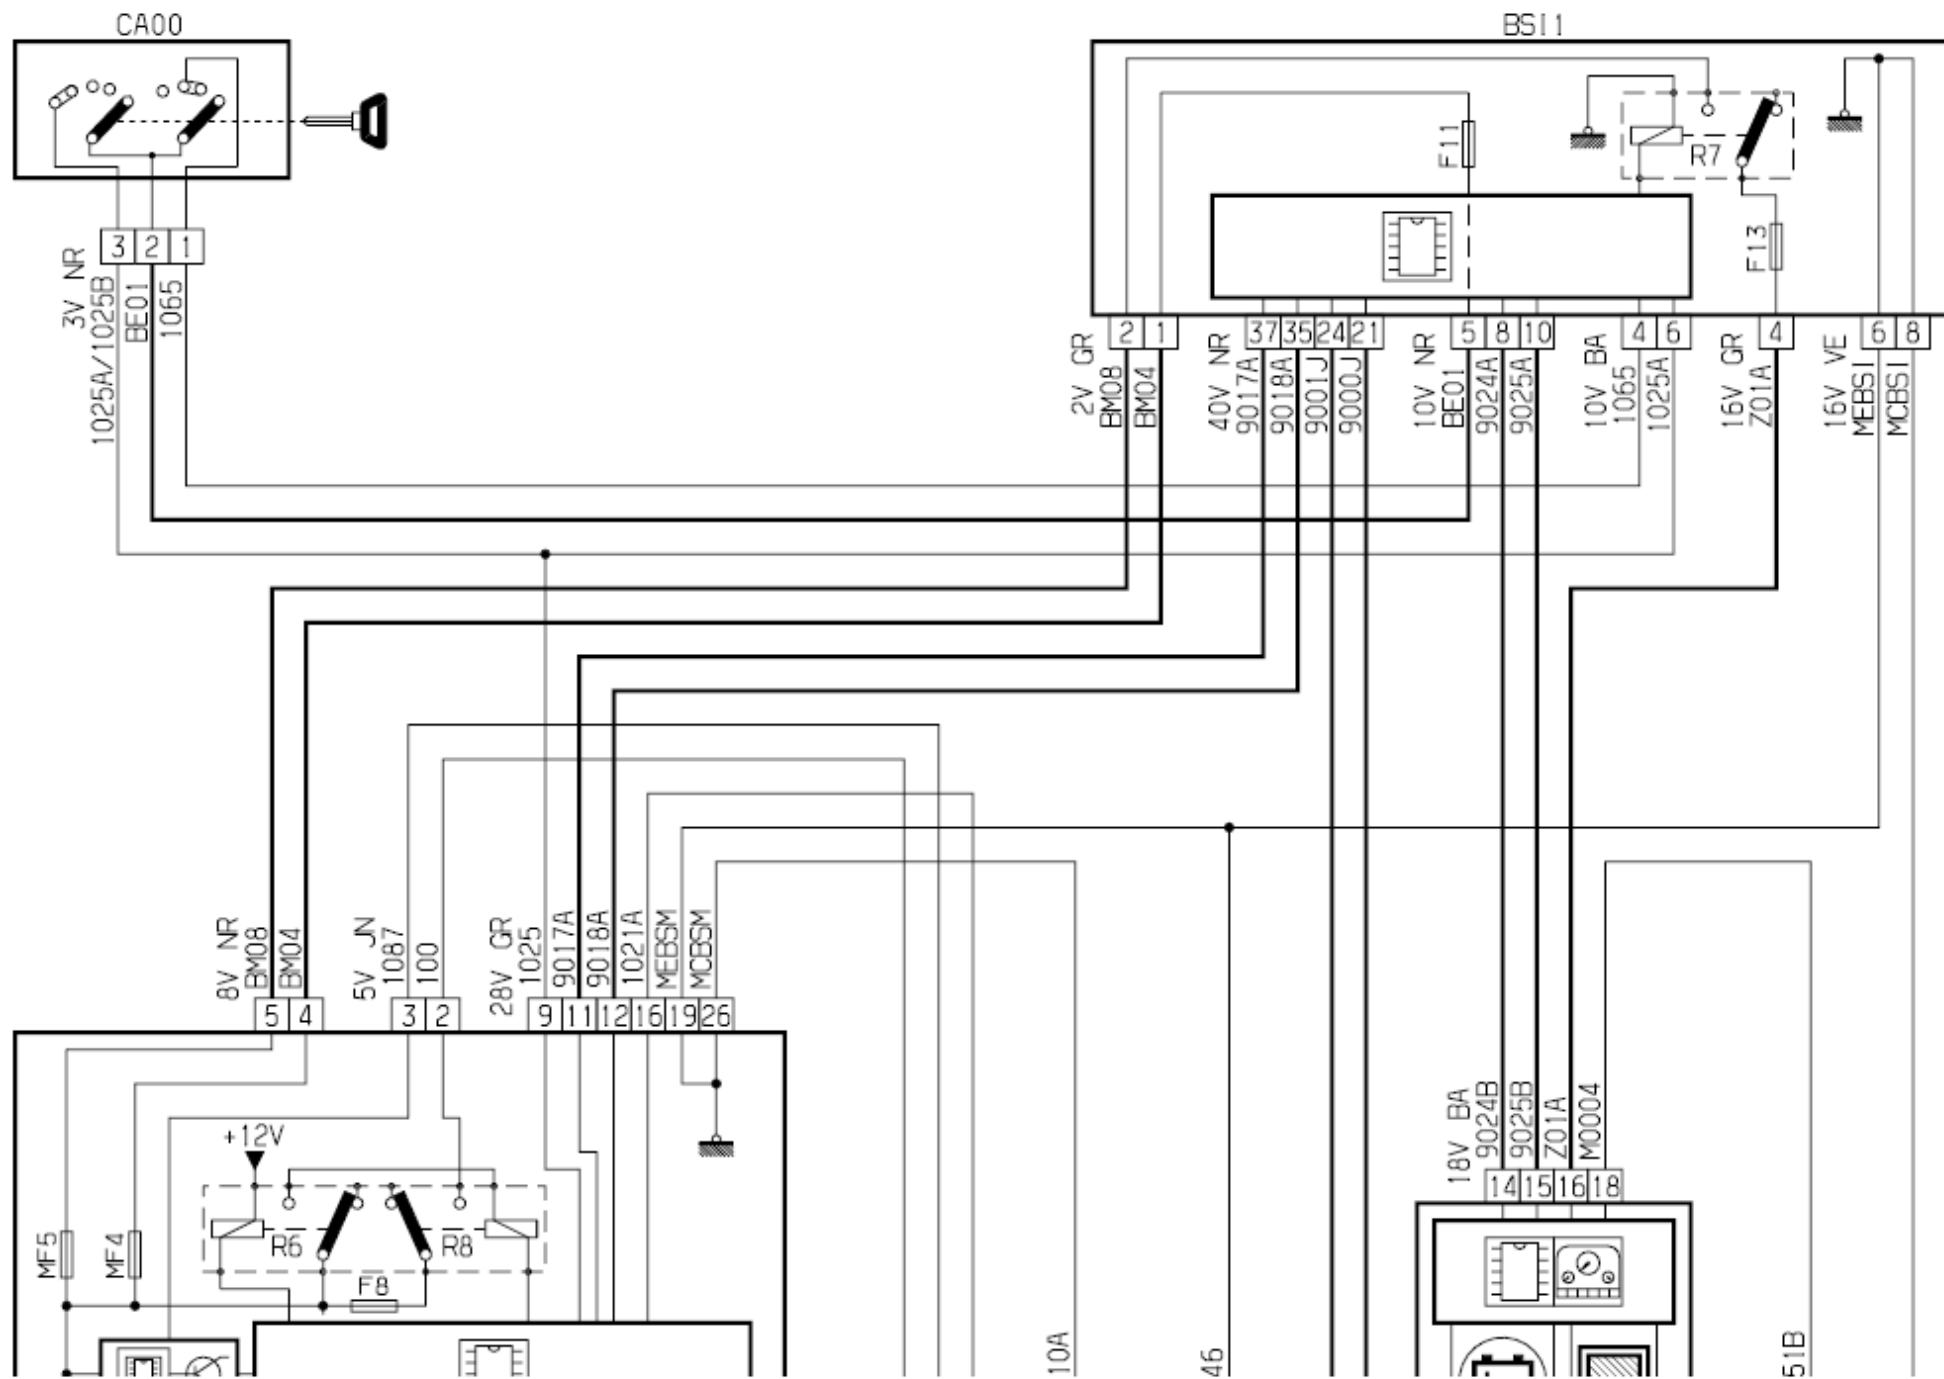 CA00
BSI1
F11
R7
F13
3 2 1
3V NR
1025A/1025B
BE01
1065
2 1
37 35 24 21
5 8 10
4 6
4
6 8
2V GR
BM08
BM04
40V NR
9017A
9018A
9001J
9000J
10V NR
BE01
9024A
9025A
10V BA
1065
1025A
16V GR
Z01A
16V VE
MEBSI
MCBSI
8V NR
BM08
BM04
5V JN
1087
100
28V GR
1025
9017A
9018A
1021A
MEBSM
MCBSM
5 4
3 2
9 11 12 16 19 26
+12V
R6
R8
MF5
MF4
F8
18V BA
9024B
9025B
Z01A
M0004
14 15 16 18
10A
46
51B